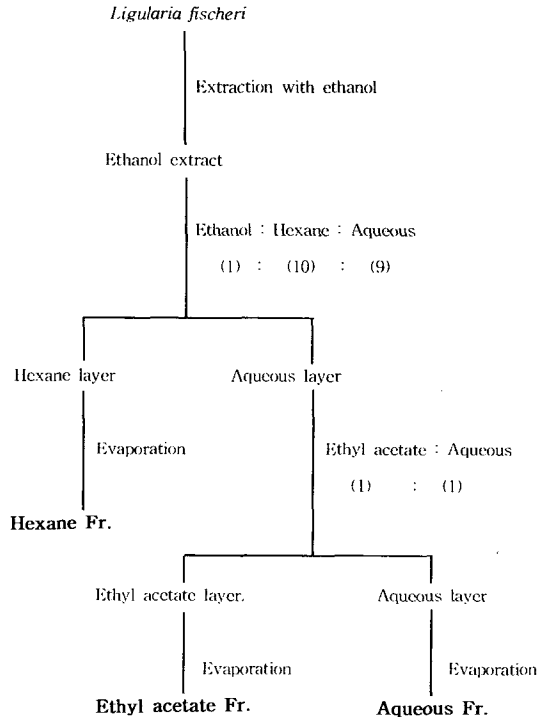 Ligularia fischeri
Extraction with ethanol
Ethanol extract
Ethanol : Hexane : Aqueous
(1) : (10) : (9)
Hexane layer
Aqueous layer
Evaporation
Ethyl acetate : Aqueous
(1) : (1)
Hexane Fr.
Ethyl acetate layer.
Aqueous layer
Evaporation
Evaporation
Ethyl acetate Fr.
Aqueous Fr.